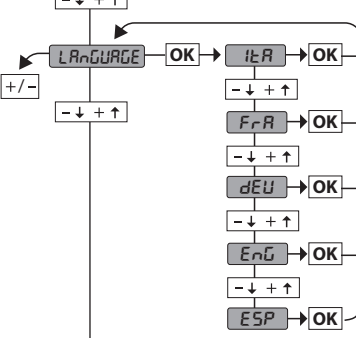 - ↓ + ↑
LAnGUAGE OK ItA OK
+/-
- ↓ + ↑
- ↓ + ↑
FrA OK
- ↓ + ↑
dEU OK
- ↓ + ↑
EnG OK
- ↓ + ↑
ESP OK